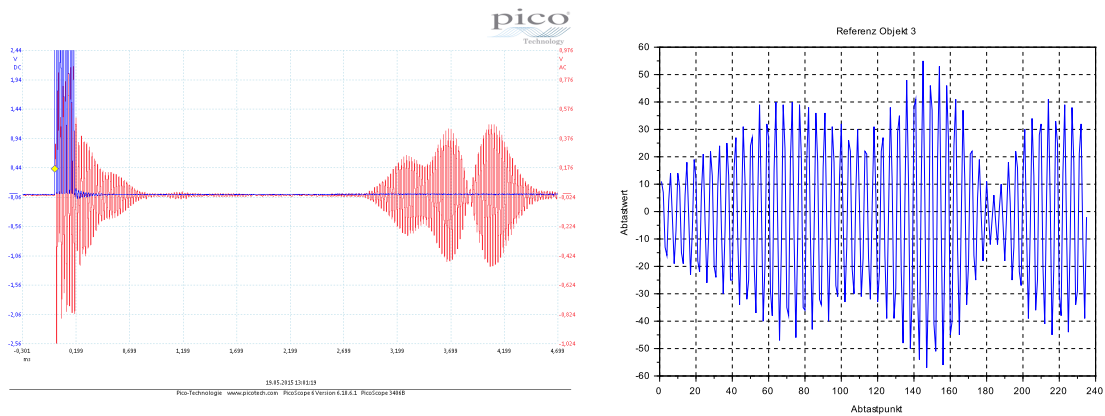 pico
Technology
2,44 0,976
V V
DC AC
1,94 0,776
1,44 0,576
0,94 0,376
0,44 0,176
-0,06 -0,024
-0,56 -0,224
-1,06 -0,424
-1,56 -0,624
-2,06 -0,824
-2,56 -1,024
-0,301 0,199 0,699 1,199 1,699 2,199 2,699 3,199 3,699 4,199 4,699
ms
19.05.2015 13:01:19
Pico-Technologie www.picotech.com PicoScope 6 Version 6.10.6.1 PicoScope 3406B
Referenz Objekt 3
60
50
40
30
20
10
0
-10
-20
-30
-40
-50
-60
Abtastwert
0 20 40 60 80 100 120 140 160 180 200 220 240
Abtastpunkt